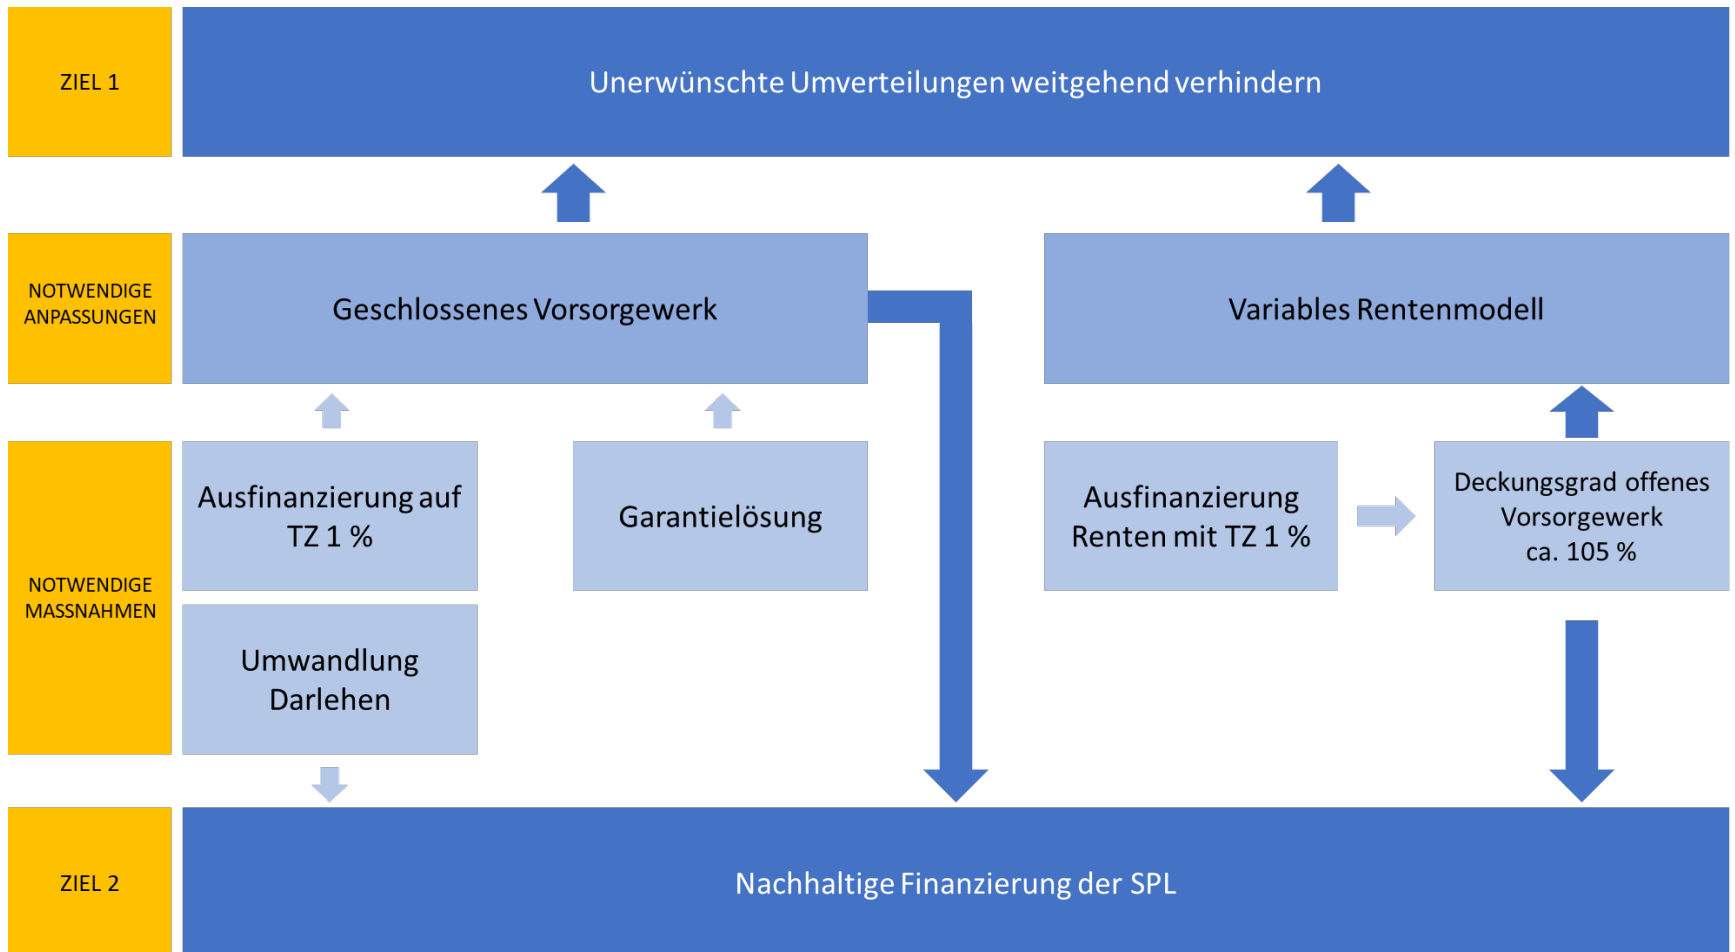 ZIEL 1
Unerwünschte Umverteilungen weitgehend verhindern
NOTWENDIGE
ANPASSUNGEN
Geschlossenes Vorsorgewerk
Variables Rentenmodell
NOTWENDIGE
MASSNAHMEN
Ausfinanzierung auf
TZ 1 %
Garantielösung
Ausfinanzierung
Renten mit TZ 1 %
Deckungsgrad offenes
Vorsorgewerk
ca. 105 %
Umwandlung
Darlehen
ZIEL 2
Nachhaltige Finanzierung der SPL